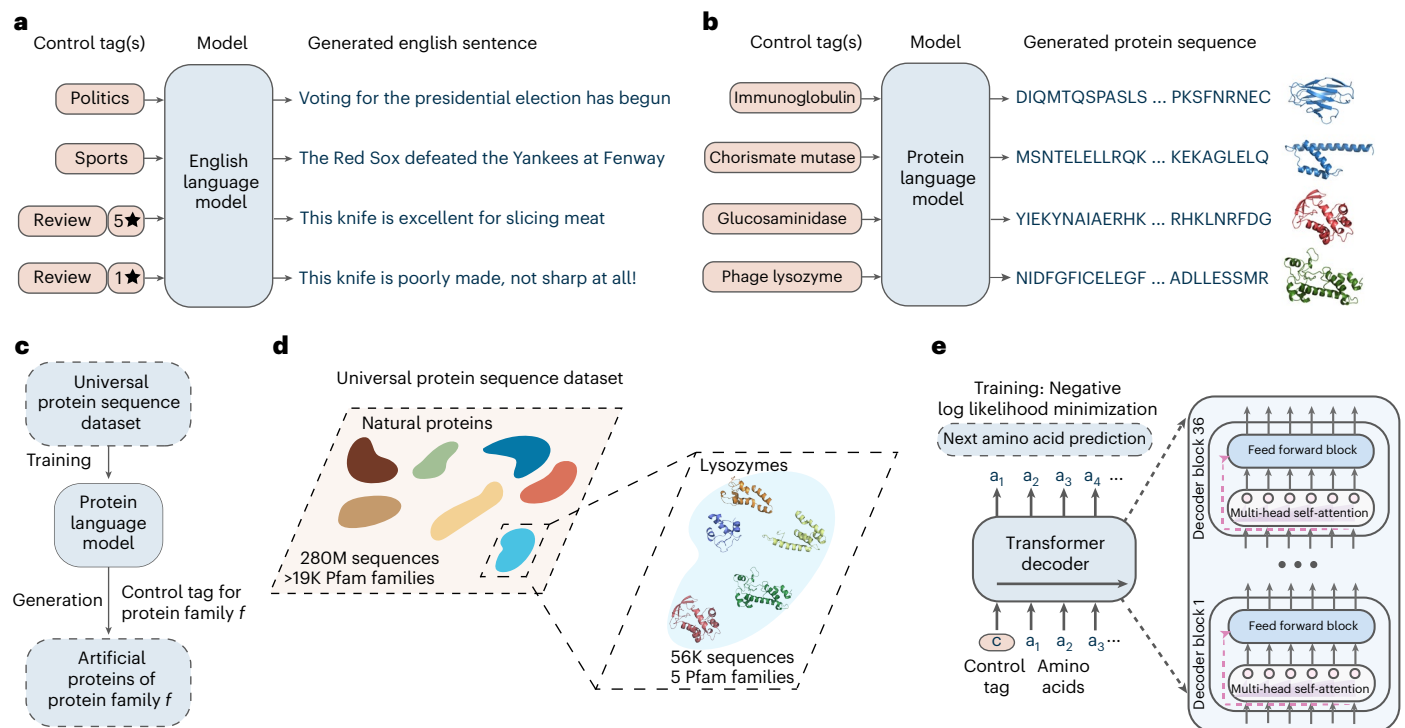 a
Control tag(s)
Model
Generated english sentence
Politics
Voting for the presidential election has begun
Sports
The Red Sox defeated the Yankees at Fenway
English
language
model
Review 5★
This knife is excellent for slicing meat
Review 1★
This knife is poorly made, not sharp at all!
b
Control tag(s)
Model
Generated protein sequence
Immunoglobulin
DIQMTQSPASLS ... PKSFNRNEC
Chorismate mutase
MSNTELELLRQK ... KEKAGLELQ
Protein
language
model
Glucosaminidase
YIEKYNAIAERHK ... RHKLNRFDG
Phage lysozyme
NIDFGFICELEGF ... ADLLESSMR
c
Universal
protein sequence
dataset
Training
Protein
language
model
Generation
Control tag for
protein family f
Artificial
proteins of
protein family f
d
Universal protein sequence dataset
Natural proteins
280M sequences
>19K Pfam families
Lysozymes
56K sequences
5 Pfam families
e
Training: Negative
log likelihood minimization
Next amino acid prediction
a1 a2 a3 a4 ...
Transformer
decoder
c a1 a2 a3...
Control
tag
Amino
acids
Decoder block 36
Feed forward block
Multi-head self-attention
Decoder block 1
Feed forward block
Multi-head self-attention